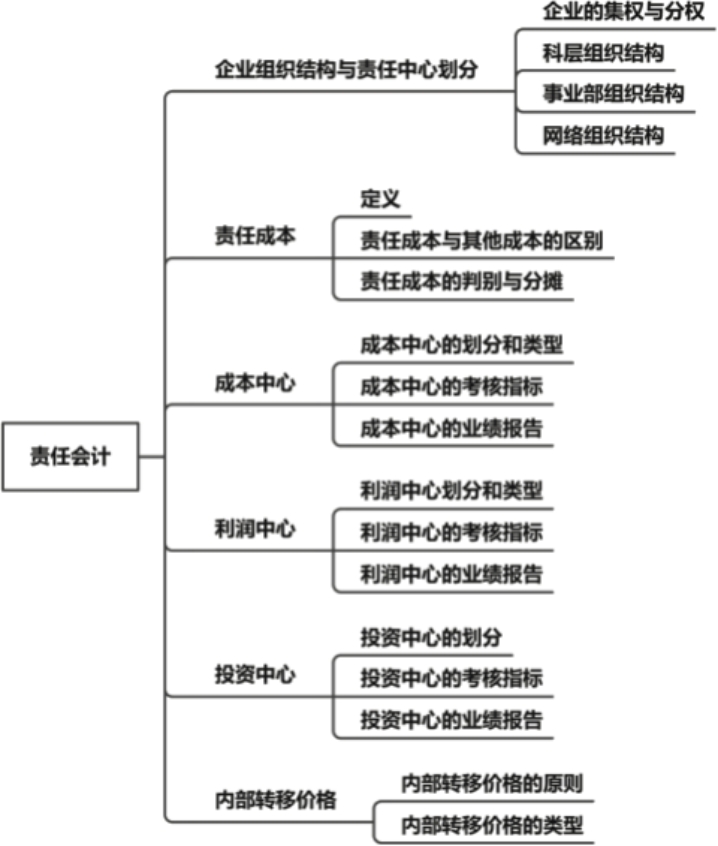 责任会计
企业组织结构与责任中心划分
企业的集权与分权
科层组织结构
事业部组织结构
网络组织结构
责任成本
定义
责任成本与其他成本的区别
责任成本的判别与分摊
成本中心
成本中心的划分和类型
成本中心的考核指标
成本中心的业绩报告
利润中心
利润中心划分和类型
利润中心的考核指标
利润中心的业绩报告
投资中心
投资中心的划分
投资中心的考核指标
投资中心的业绩报告
内部转移价格
内部转移价格的原则
内部转移价格的类型